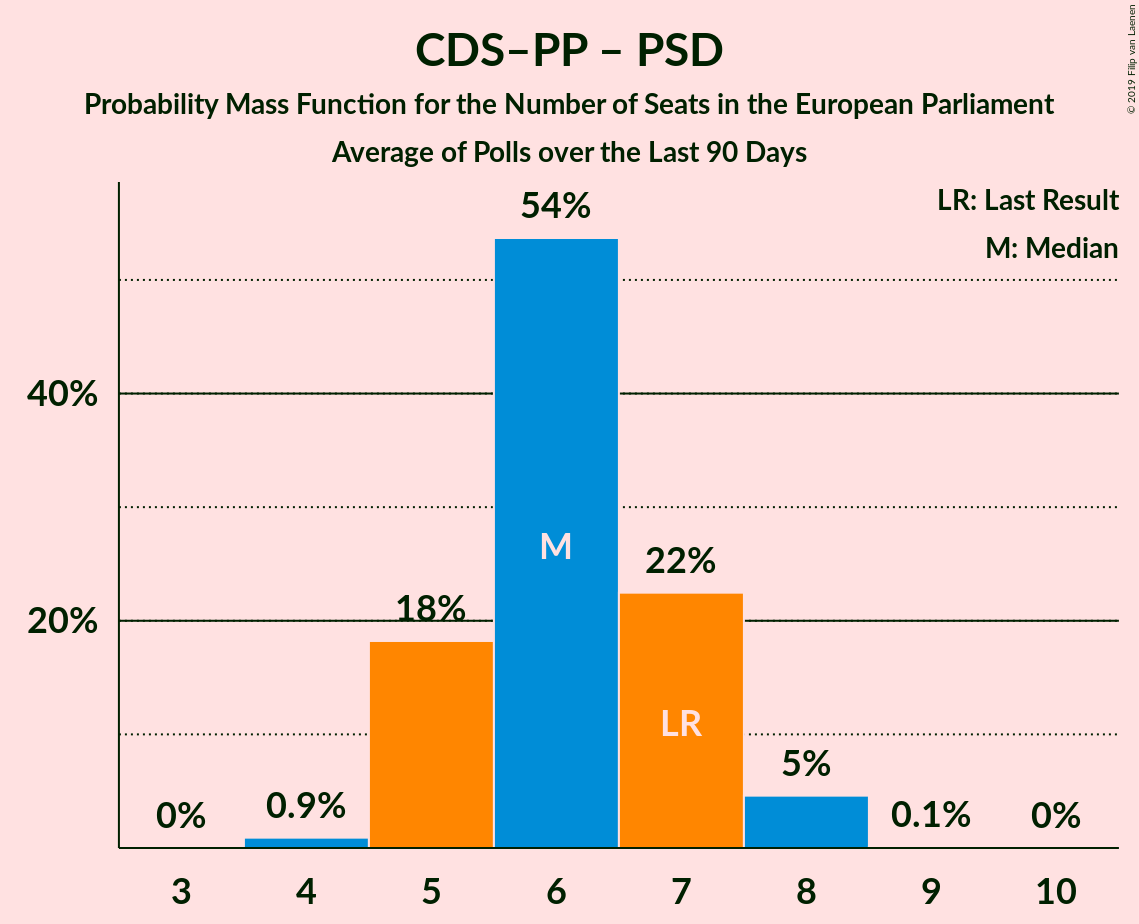 CDS–PP – PSD
Probability Mass Function for the Number of Seats in the European Parliament
Average of Polls over the Last 90 Days
© 2019 Filip van Laenen
LR: Last Result
M: Median
54%
40%
M
22%
18%
20%
LR
5%
0%
0.9%
0.1%
0%
3 4 5 6 7 8 9 10